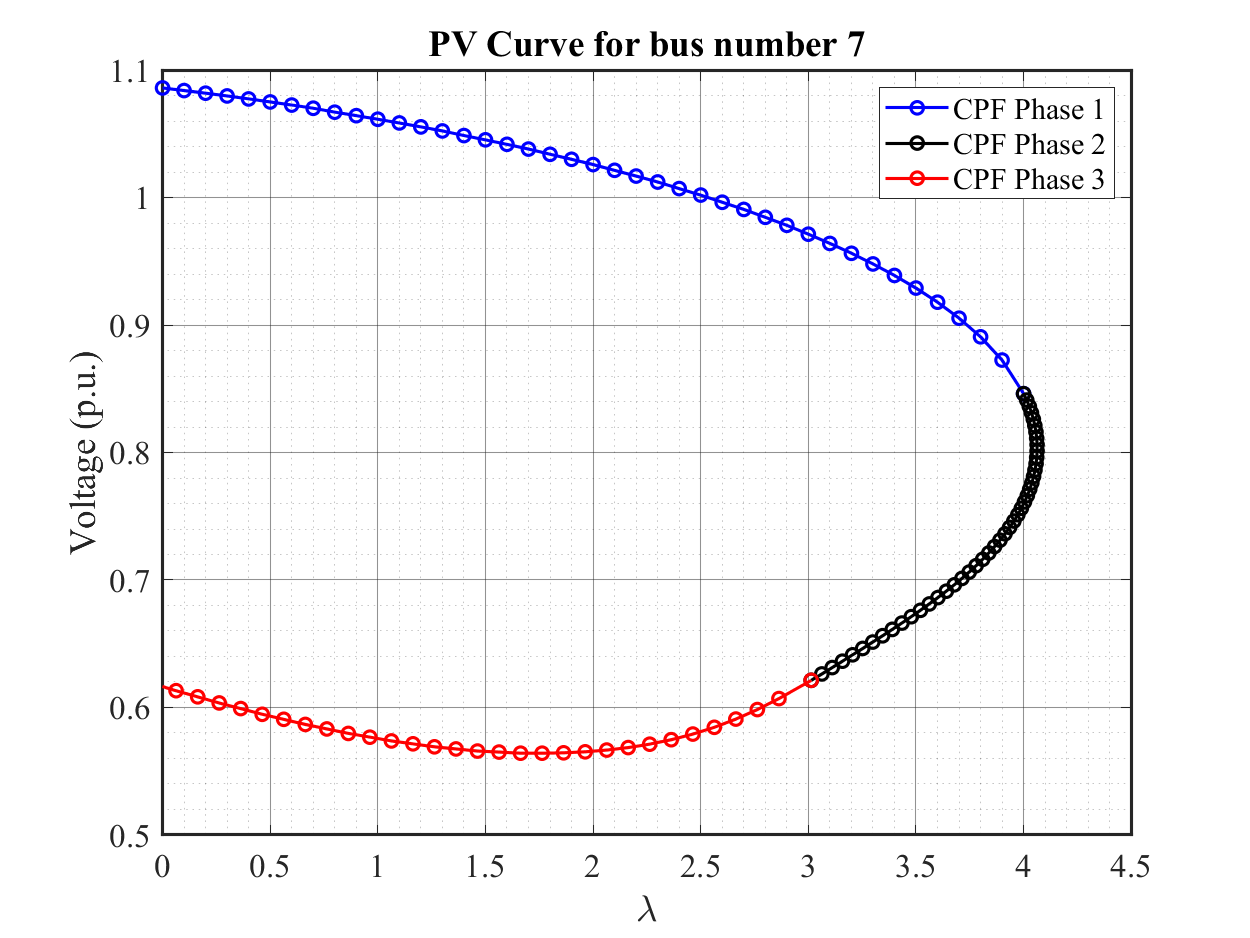 PV Curve for bus number 7
CPF Phase 1
CPF Phase 2
CPF Phase 3
Voltage (p.u.)
1.1
1
0.9
0.8
0.7
0.6
0.5
0 0.5 1 1.5 2 2.5 3 3.5 4 4.5
λ